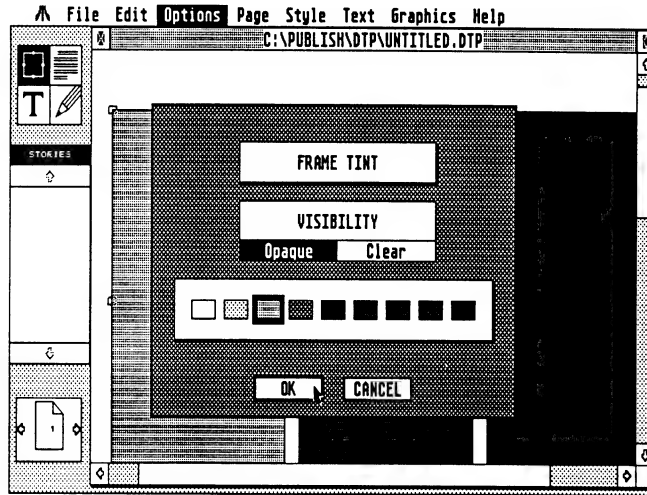 File Edit Options Page Style Text Graphics Help
C:\PUBLISH\DTP\UNTITLED.DTP
T
STORIES
FRAME TINT
VISIBILITY
Opaque Clear
OK CANCEL
1